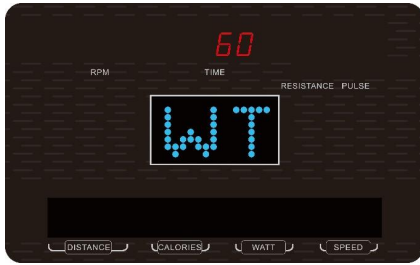 60
RPM TIME
RESISTANCE PULSE
WT
DISTANCE CALORIES WATT SPEED